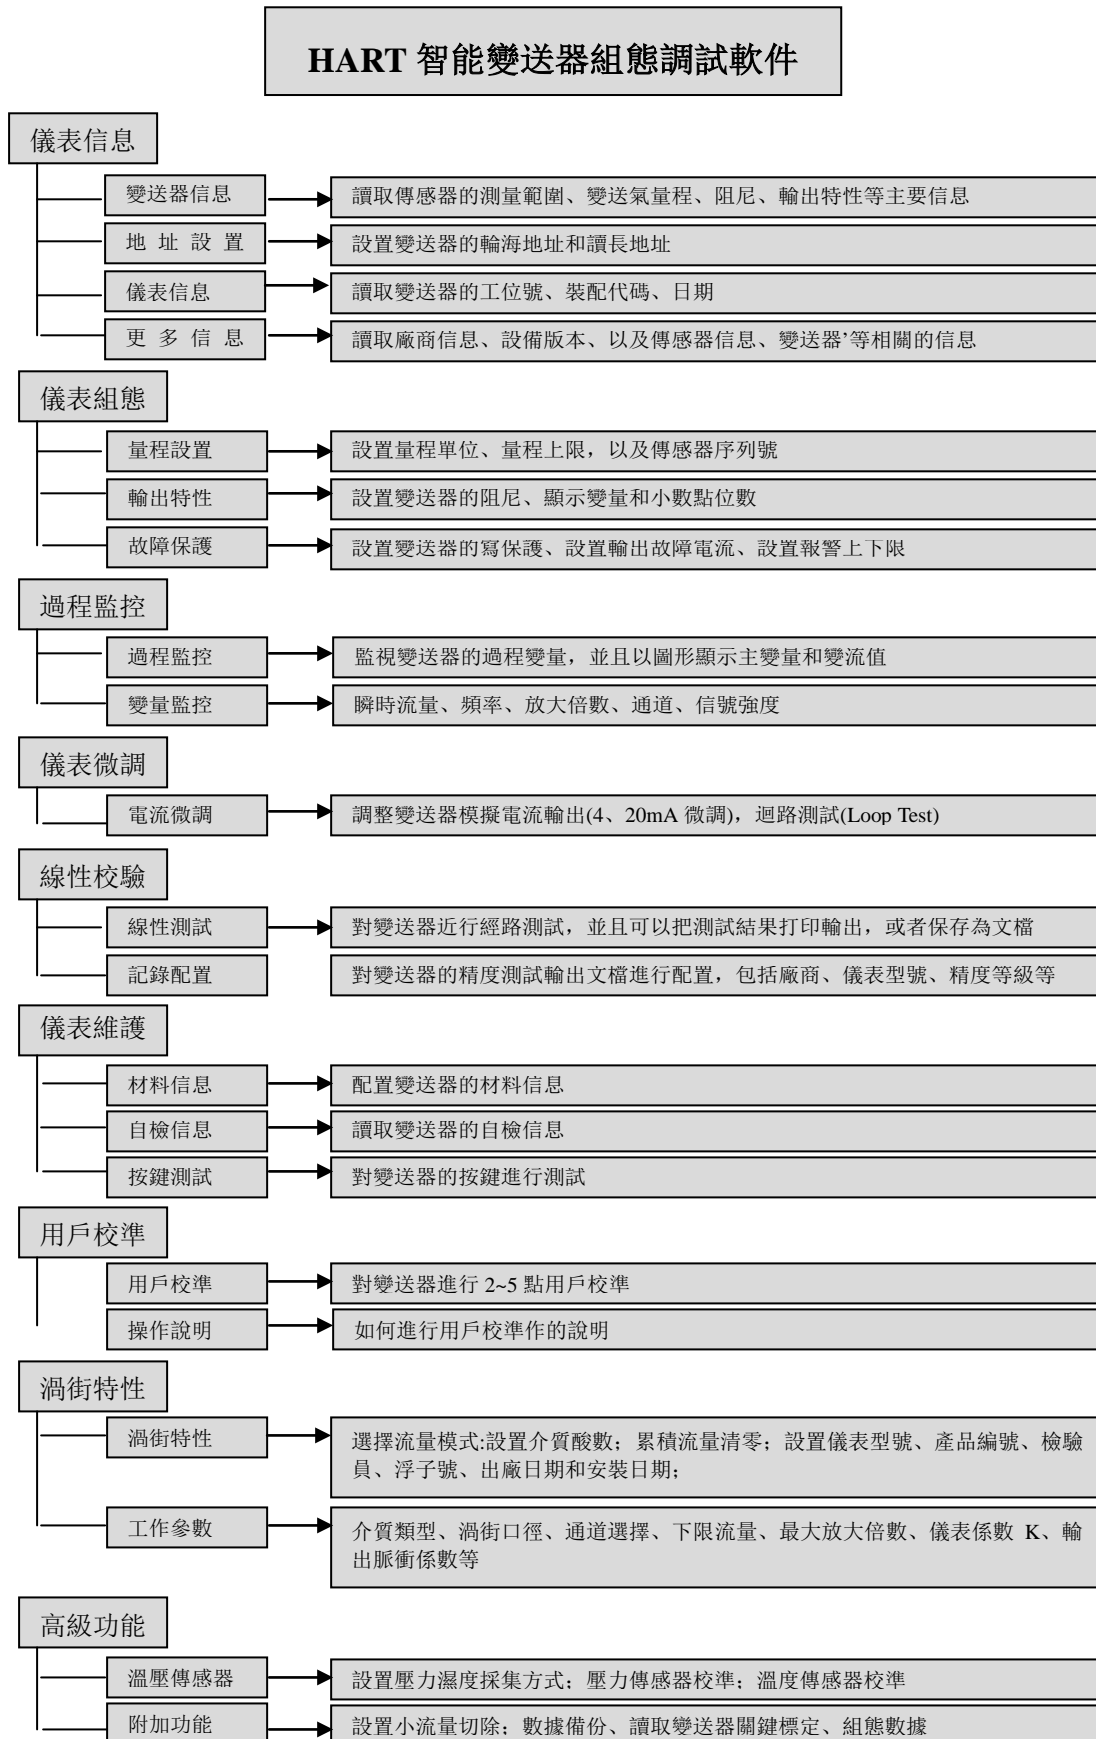 HART 智能變送器組態調試軟件
儀表信息
變送器信息
讀取傳感器的測量範圍、變送氣量程、阻尼、輸出特性等主要信息
地 址 設 置
設置變送器的輪海地址和讀長地址
儀表信息
讀取變送器的工位號、裝配代碼、日期
更 多 信 息
讀取廠商信息、設備版本、以及傳感器信息、變送器’等相關的信息
儀表組態
量程設置
設置量程單位、量程上限，以及傳感器序列號
輸出特性
設置變送器的阻尼、顯示變量和小數點位數
故障保護
設置變送器的寫保護、設置輸出故障電流、設置報警上下限
過程監控
過程監控
監視變送器的過程變量，並且以圖形顯示主變量和變流值
變量監控
瞬時流量、頻率、放大倍數、通道、信號強度
儀表微調
電流微調
調整變送器模擬電流輸出(4、20mA 微調)，迴路測試(Loop Test)
線性校驗
線性測試
對變送器近行經路測試，並且可以把測試結果打印輸出，或者保存為文檔
記錄配置
對變送器的精度測試輸出文檔進行配置，包括廠商、儀表型號、精度等級等
儀表維護
材料信息
配置變送器的材料信息
自檢信息
讀取變送器的自檢信息
按鍵測試
對變送器的按鍵進行測試
用戶校準
用戶校準
對變送器進行 2~5 點用戶校準
操作說明
如何進行用戶校準作的說明
渦街特性
渦街特性
選擇流量模式:設置介質酸數；累積流量清零；設置儀表型號、產品編號、檢驗
員、浮子號、出廠日期和安裝日期；
工作參數
介質類型、渦街口徑、通道選擇、下限流量、最大放大倍數、儀表係數 K、輸
出脈衝係數等
高級功能
溫壓傳感器
設置壓力濕度採集方式；壓力傳感器校準；溫度傳感器校準
附加功能
設置小流量切除；數據備份、讀取變送器關鍵標定、組態數據